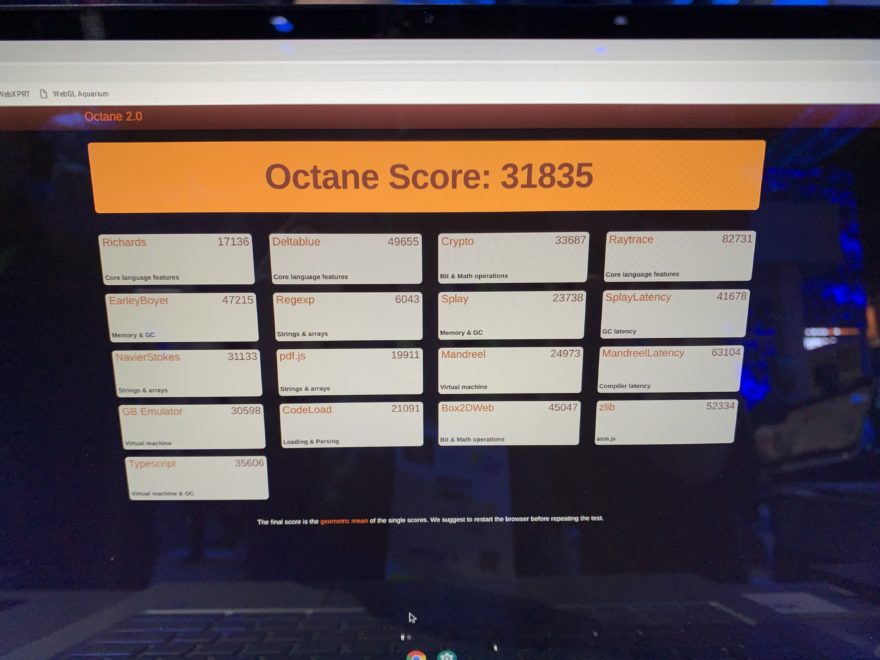 WebXPRT WebGL Aquarium
Octane 2.0
Octane Score: 31835
Richards 17136
Core language features
Deltablue 49655
Core language features
Crypto 33687
Bit & Math operations
Raytrace 82731
Core language features
EarleyBoyer 47215
Memory & GC
Regexp 6043
Strings & arrays
Splay 23738
Memory & GC
SplayLatency 41678
GC latency
NavierStokes 31133
Strings & arrays
pdf.js 19911
Strings & arrays
Mandreel 24973
Virtual machine
MandreelLatency 63104
Compiler latency
GB Emulator 30598
Virtual machine
CodeLoad 21091
Loading & Parsing
Box2DWeb 45047
Bit & Math operations
zlib 52334
asm.js
Typescript 35606
Virtual machine & GC
The final score is the geometric mean of the single scores. We suggest to restart the browser before repeating the test.